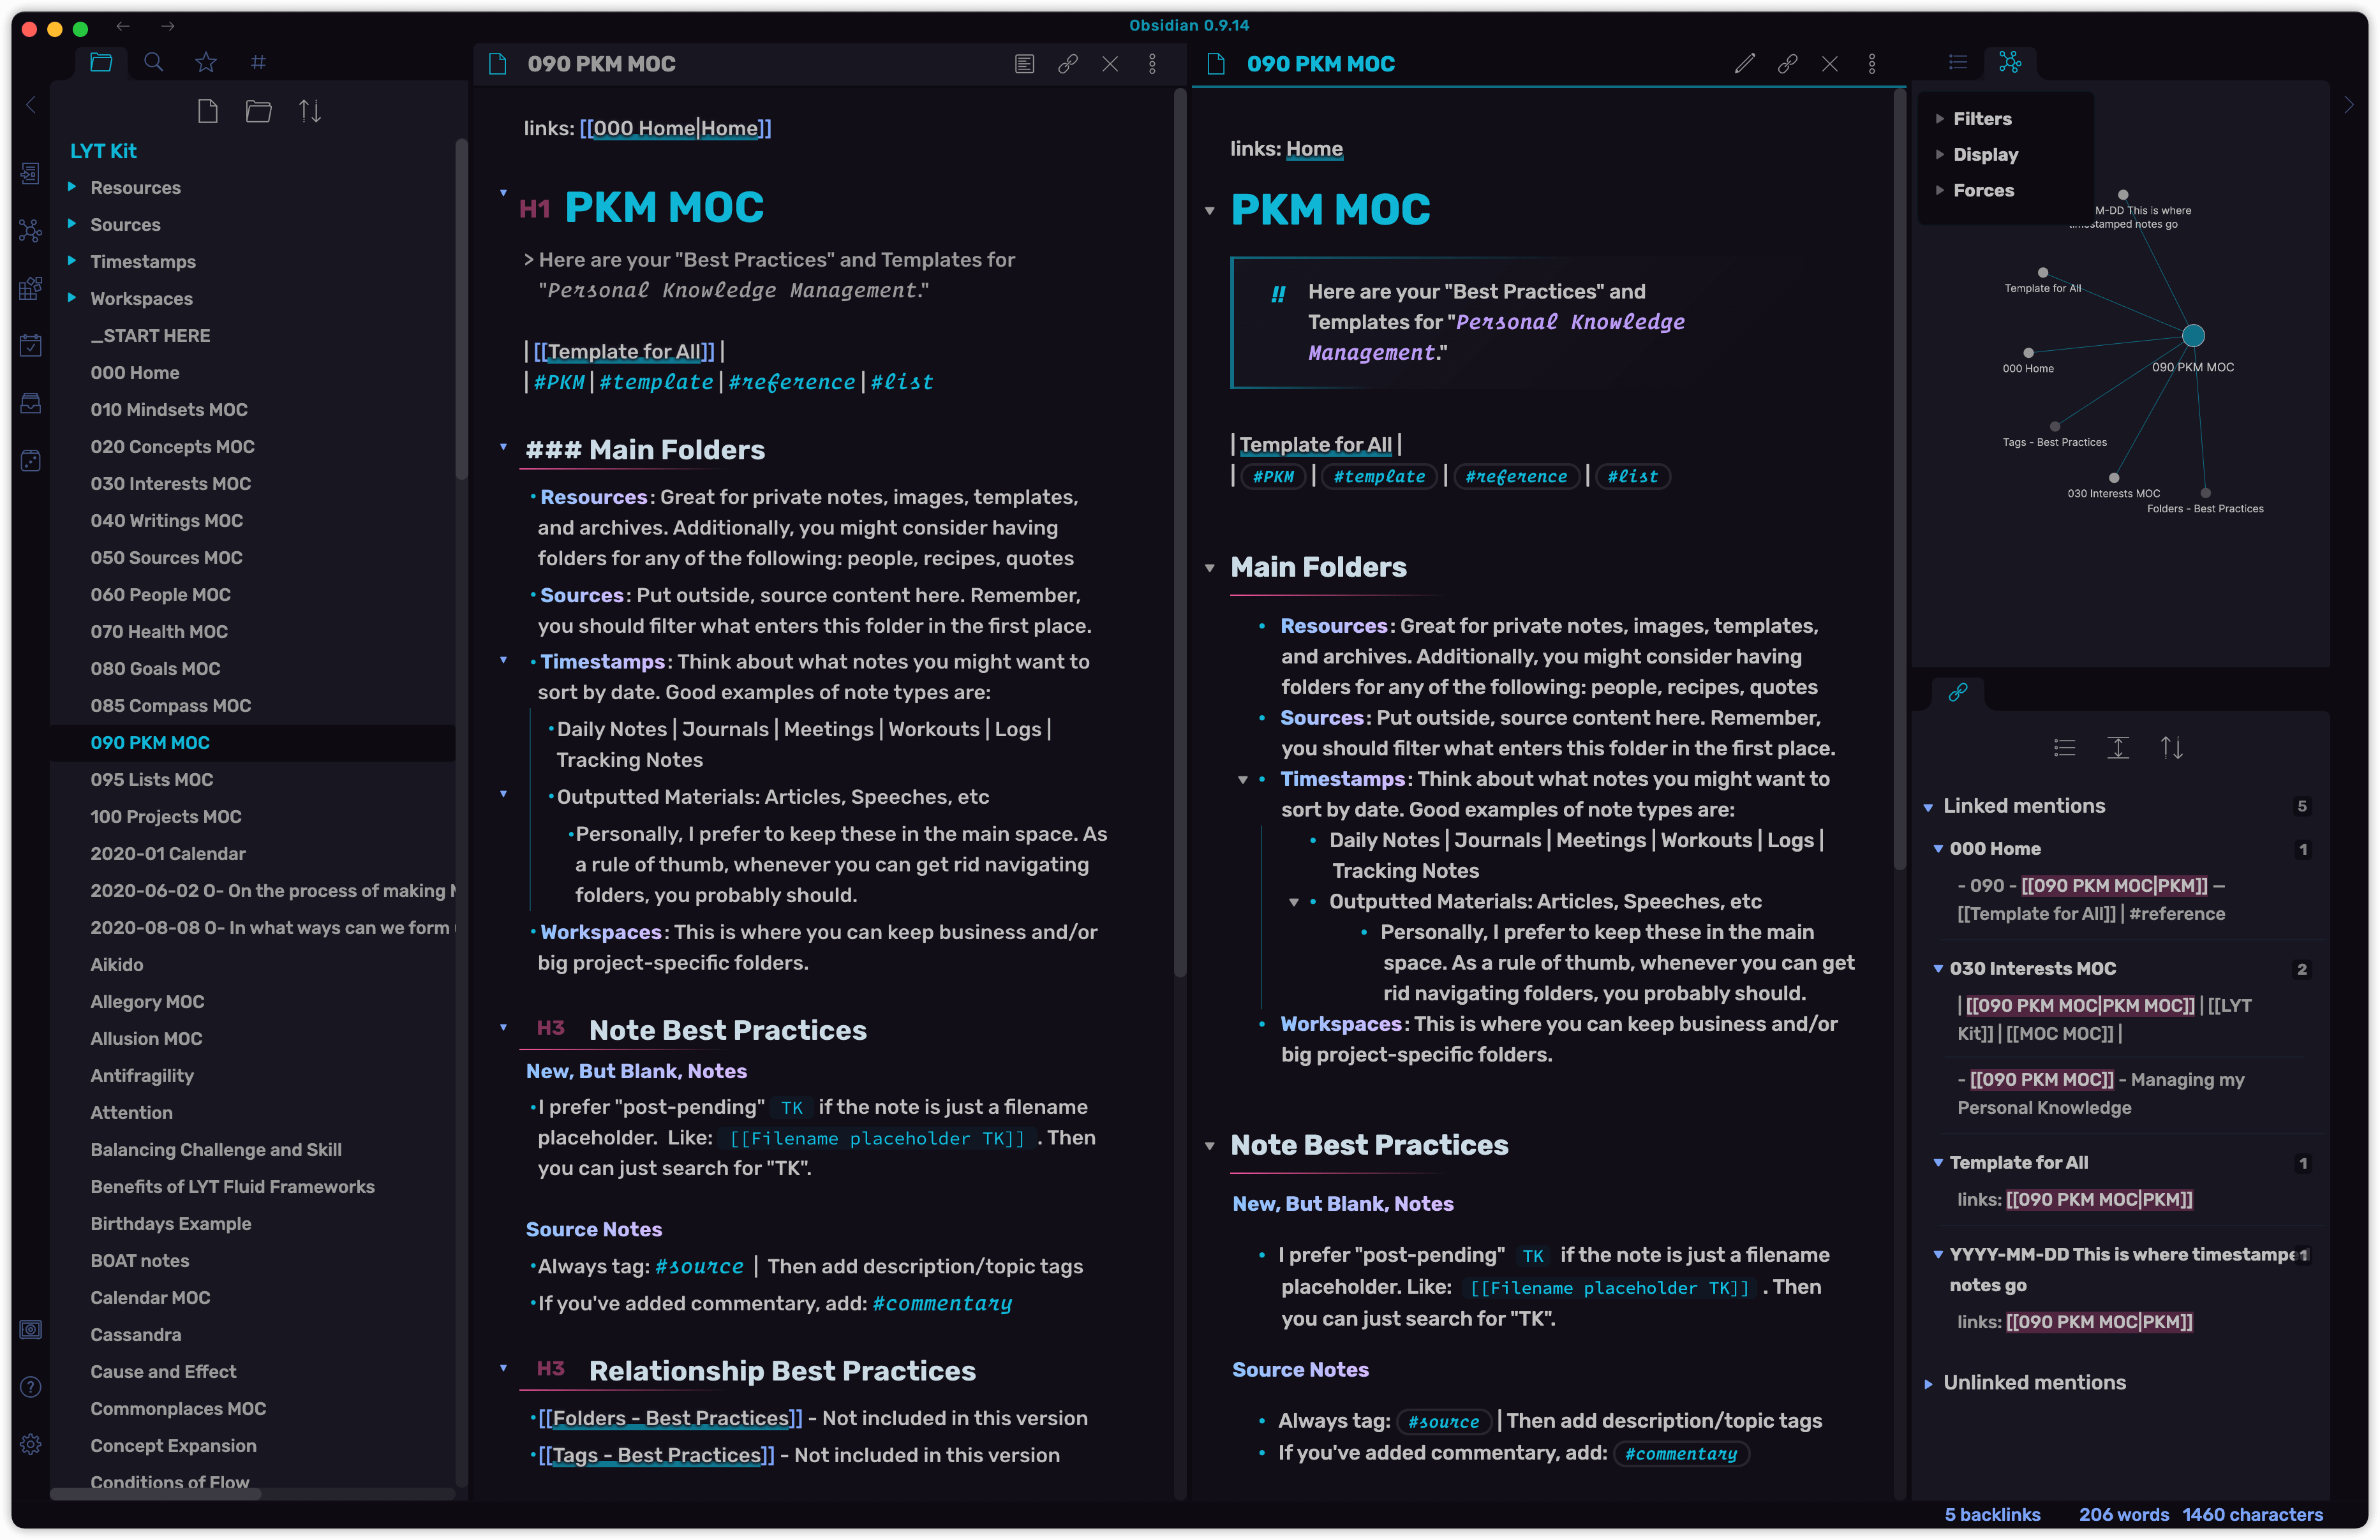 Obsidian 0.9.14
LYT Kit
Resources
Sources
Timestamps
Workspaces
_START HERE
000 Home
010 Mindsets MOC
020 Concepts MOC
030 Interests MOC
040 Writings MOC
050 Sources MOC
060 People MOC
070 Health MOC
080 Goals MOC
085 Compass MOC
090 PKM MOC
095 Lists MOC
100 Projects MOC
2020-01 Calendar
2020-06-02 O- On the process of making
2020-08-08 O- In what ways can we form
Aikido
Allegory MOC
Allusion MOC
Antifragility
Attention
Balancing Challenge and Skill
Benefits of LYT Fluid Frameworks
Birthdays Example
BOAT notes
Calendar MOC
Cassandra
Cause and Effect
Commonplaces MOC
Concept Expansion
Conditions of Flow
090 PKM MOC
links: [[000 Home|Home]]
H1 PKM MOC
> Here are your "Best Practices" and Templates for
"Personal Knowledge Management."
| [[Template for All]] |
| #PKM | #template | #reference | #list
### Main Folders
• Resources: Great for private notes, images, templates,
and archives. Additionally, you might consider having
folders for any of the following: people, recipes, quotes
• Sources: Put outside, source content here. Remember,
you should filter what enters this folder in the first place.
• Timestamps: Think about what notes you might want to
sort by date. Good examples of note types are:
• Daily Notes | Journals | Meetings | Workouts | Logs |
Tracking Notes
• Outputted Materials: Articles, Speeches, etc
• Personally, I prefer to keep these in the main space. As
a rule of thumb, whenever you can get rid navigating
folders, you probably should.
• Workspaces: This is where you can keep business and/or
big project-specific folders.
H3 Note Best Practices
New, But Blank, Notes
• I prefer "post-pending" TK if the note is just a filename
placeholder. Like: [[Filename placeholder TK]] . Then
you can just search for "TK".
Source Notes
• Always tag: #source | Then add description/topic tags
• If you've added commentary, add: #commentary
H3 Relationship Best Practices
• [[Folders - Best Practices]] - Not included in this version
• [[Tags - Best Practices]] - Not included in this version
090 PKM MOC
links: Home
PKM MOC
‼ Here are your "Best Practices" and
Templates for "Personal Knowledge
Management."
| Template for All |
| #PKM | #template | #reference | #list
Main Folders
• Resources: Great for private notes, images, templates,
and archives. Additionally, you might consider having
folders for any of the following: people, recipes, quotes
• Sources: Put outside, source content here. Remember,
you should filter what enters this folder in the first place.
• Timestamps: Think about what notes you might want to
sort by date. Good examples of note types are:
• Daily Notes | Journals | Meetings | Workouts | Logs |
Tracking Notes
• Outputted Materials: Articles, Speeches, etc
• Personally, I prefer to keep these in the main
space. As a rule of thumb, whenever you can get
rid navigating folders, you probably should.
• Workspaces: This is where you can keep business and/or
big project-specific folders.
Note Best Practices
New, But Blank, Notes
• I prefer "post-pending" TK if the note is just a filename
placeholder. Like: [[Filename placeholder TK]] . Then
you can just search for "TK".
Source Notes
• Always tag: #source | Then add description/topic tags
• If you've added commentary, add: #commentary
Filters
Display
Forces
M-DD This is where
timestamped notes go
Template for All
000 Home
090 PKM MOC
Tags - Best Practices
030 Interests MOC
Folders - Best Practices
Linked mentions 5
000 Home 1
- 090 - [[090 PKM MOC|PKM]] —
[[Template for All]] | #reference
030 Interests MOC 2
| [[090 PKM MOC|PKM MOC]] | [[LYT
Kit]] | [[MOC MOC]] |
- [[090 PKM MOC]] - Managing my
Personal Knowledge
Template for All 1
links: [[090 PKM MOC|PKM]]
YYYY-MM-DD This is where timestampe 1
notes go
links: [[090 PKM MOC|PKM]]
Unlinked mentions
5 backlinks 206 words 1460 characters